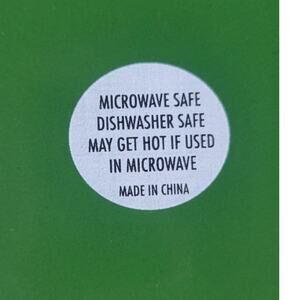 MICROWAVE SAFE
DISHWASHER SAFE
MAY GET HOT IF USED
IN MICROWAVE
MADE IN CHINA